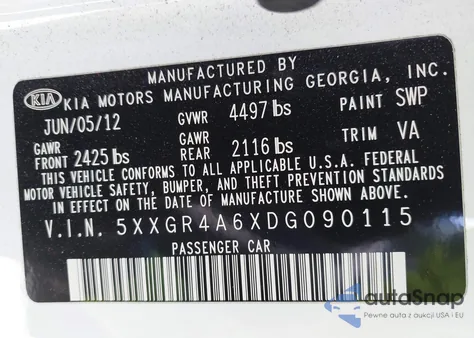 MANUFACTURED BY
KIA KIA MOTORS MANUFACTURING GEORGIA, INC.
JUN/05/12 GVWR 4497 lbs PAINT SWP
GAWR FRONT 2425 lbs GAWR REAR 2116 lbs TRIM VA
THIS VEHICLE CONFORMS TO ALL APPLICABLE U.S.A. FEDERAL
MOTOR VEHICLE SAFETY, BUMPER, AND THEFT PREVENTION STANDARDS
IN EFFECT ON THE DATE OF MANUFACTURE SHOWN ABOVE.
V.I.N. 5XXGR4A6XDG090115
PASSENGER CAR
autoSnap
Pewne auta z aukcji USA i EU